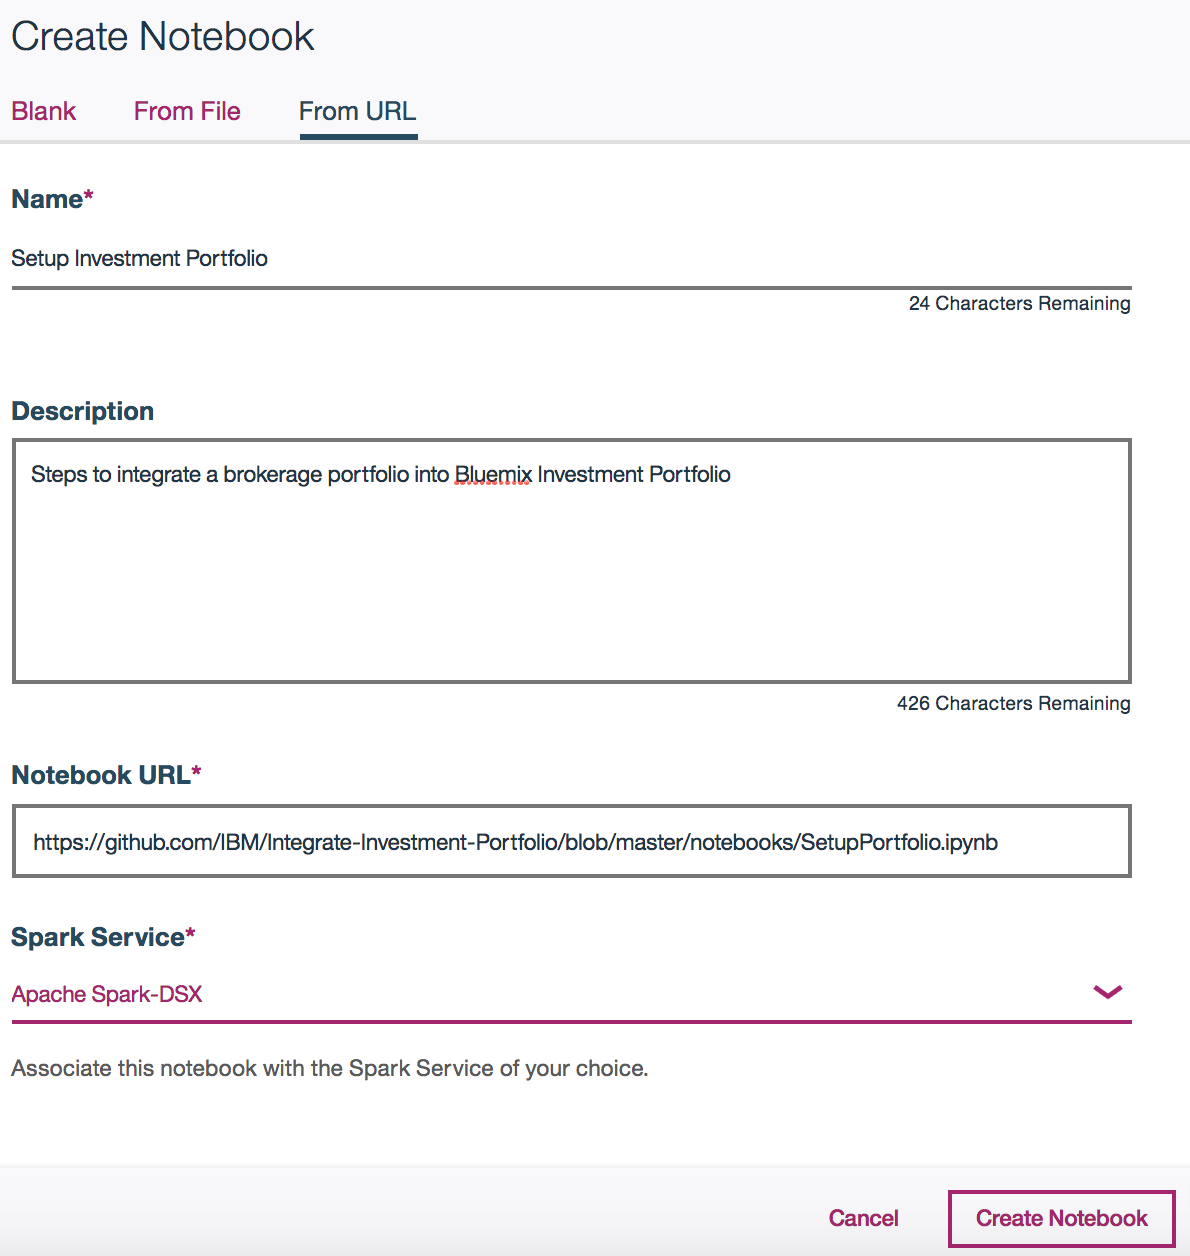 Create Notebook
Blank From File From URL
Name*
Setup Investment Portfolio
24 Characters Remaining
Description
Steps to integrate a brokerage portfolio into Bluemix Investment Portfolio
426 Characters Remaining
Notebook URL*
https://github.com/IBM/Integrate-Investment-Portfolio/blob/master/notebooks/SetupPortfolio.ipynb
Spark Service*
Apache Spark-DSX
Associate this notebook with the Spark Service of your choice.
Cancel Create Notebook